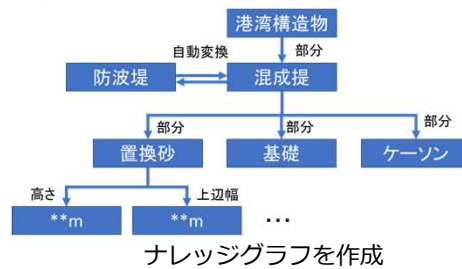 港湾構造物
部分
自動変換
防波堤
混成提
部分
部分
部分
置換砂
基礎
ケーソン
高さ
上辺幅
**m
**m
…
ナレッジグラフを作成